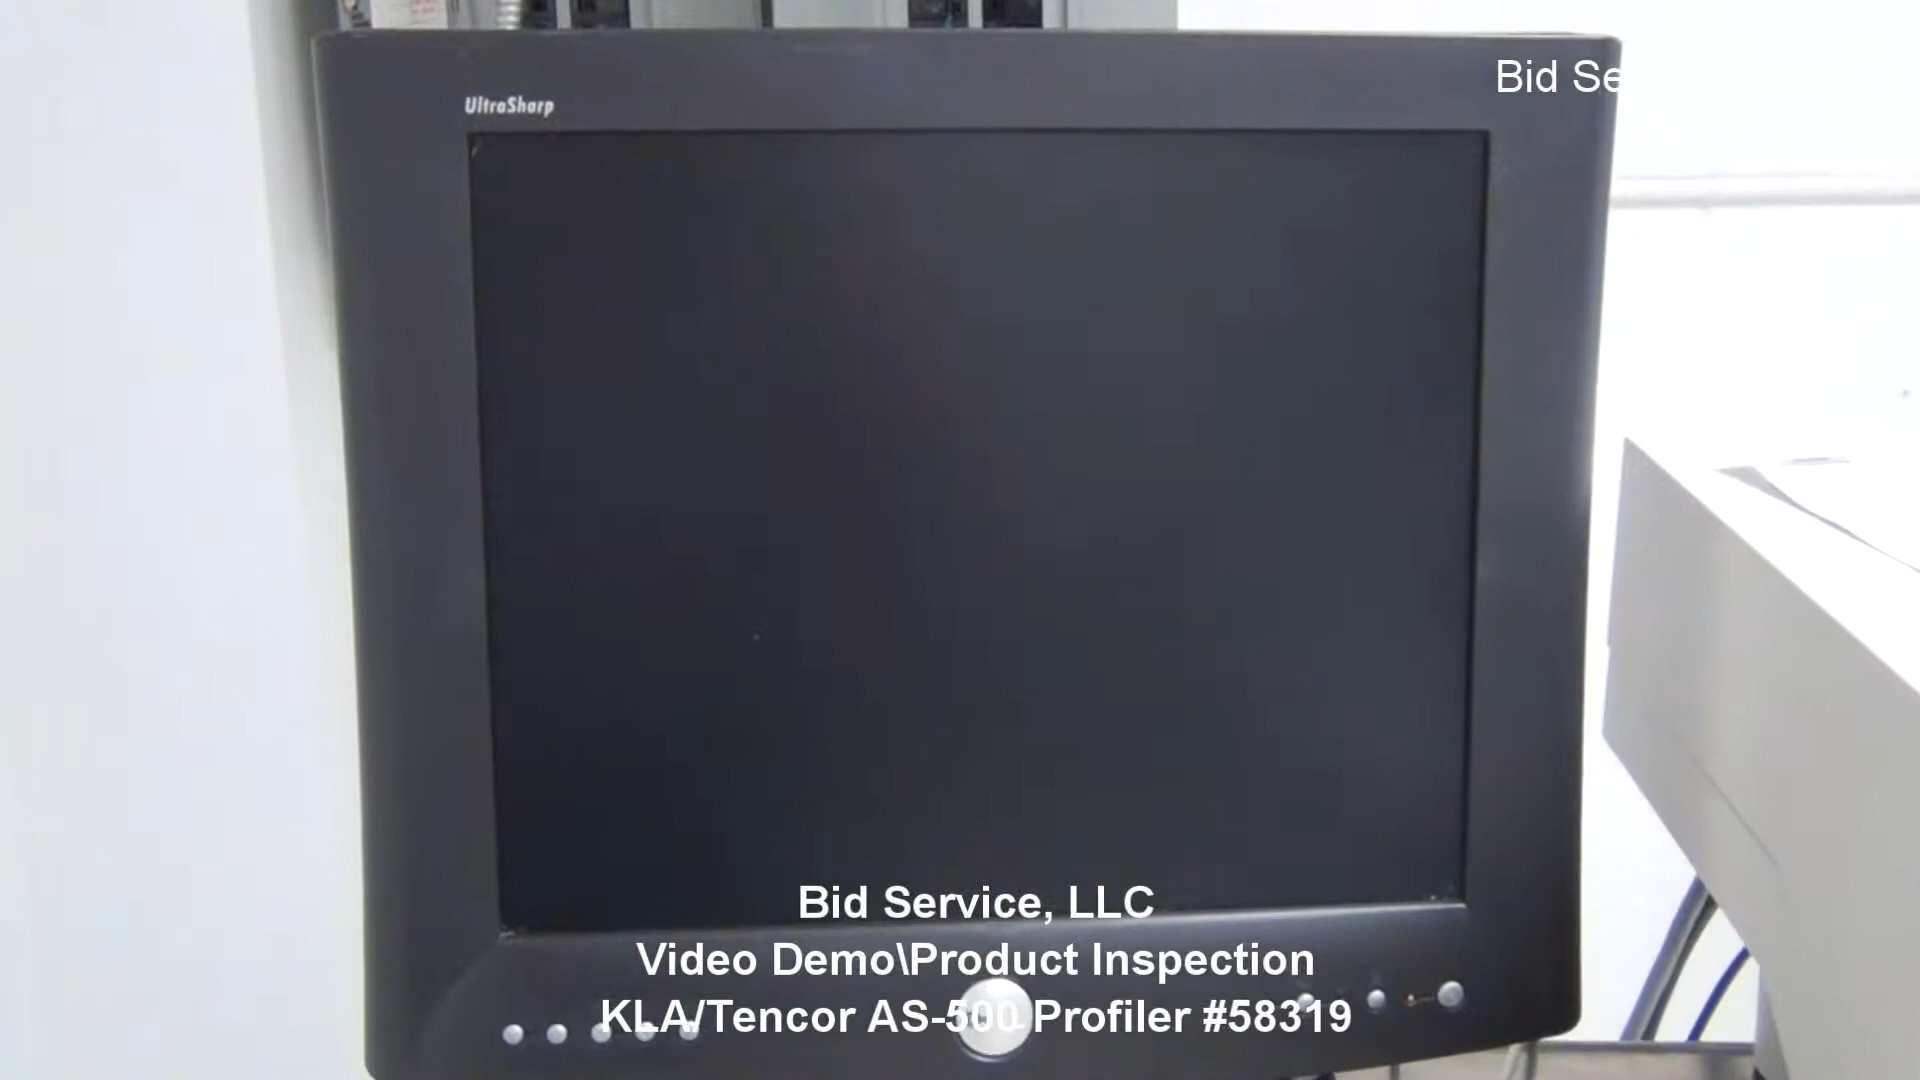 Bid Se
UltraSharp
Bid Service, LLC
Video Demo\Product Inspection
KLA/Tencor AS-500 Profiler #58319